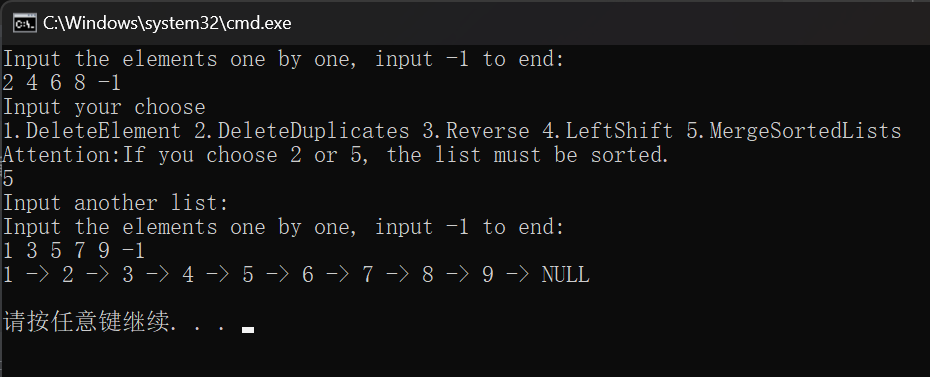 C:\Windows\system32\cmd.exe
Input the elements one by one, input -1 to end:
2 4 6 8 -1
Input your choose
1.DeleteElement 2.DeleteDuplicates 3.Reverse 4.LeftShift 5.MergeSortedLists
Attention:If you choose 2 or 5, the list must be sorted.
5
Input another list:
Input the elements one by one, input -1 to end:
1 3 5 7 9 -1
1 -> 2 -> 3 -> 4 -> 5 -> 6 -> 7 -> 8 -> 9 -> NULL
请按任意键继续. . .